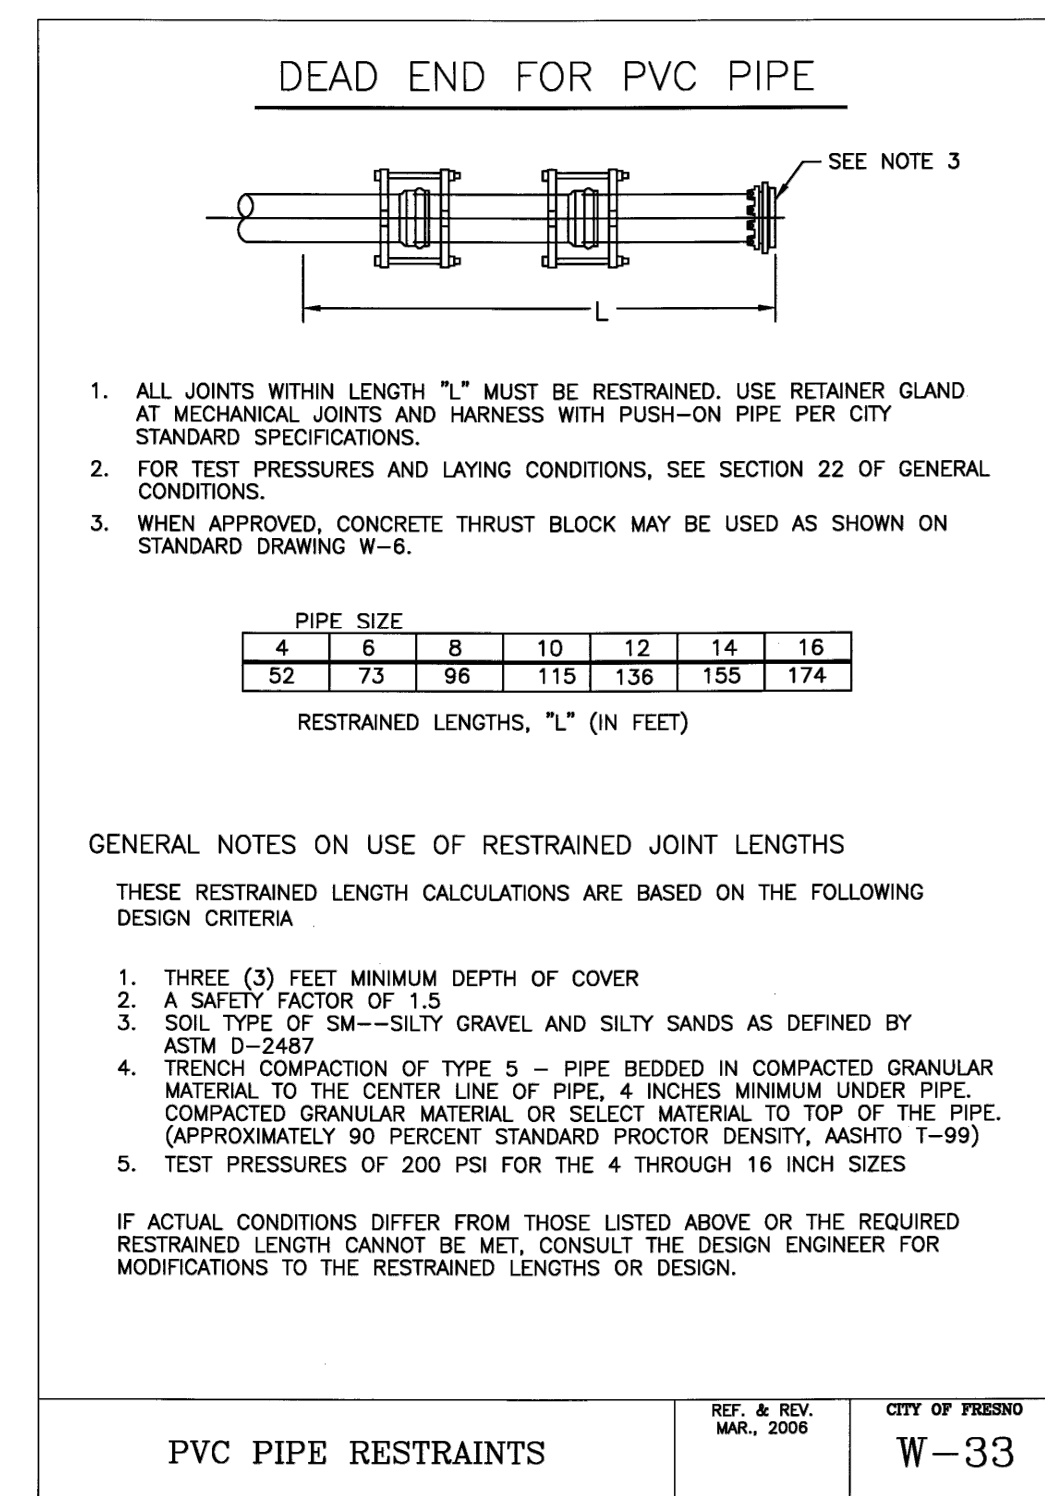 DEAD END FOR PVC PIPE
SEE NOTE 3
L
1. ALL JOINTS WITHIN LENGTH "L" MUST BE RESTRAINED. USE RETAINER GLAND
AT MECHANICAL JOINTS AND HARNESS WITH PUSH-ON PIPE PER CITY
STANDARD SPECIFICATIONS.
2. FOR TEST PRESSURES AND LAYING CONDITIONS, SEE SECTION 22 OF GENERAL
CONDITIONS.
3. WHEN APPROVED, CONCRETE THRUST BLOCK MAY BE USED AS SHOWN ON
STANDARD DRAWING W-6.
PIPE SIZE
4 6 8 10 12 14 16
52 73 96 115 136 155 174
RESTRAINED LENGTHS, "L" (IN FEET)
GENERAL NOTES ON USE OF RESTRAINED JOINT LENGTHS
THESE RESTRAINED LENGTH CALCULATIONS ARE BASED ON THE FOLLOWING
DESIGN CRITERIA
1. THREE (3) FEET MINIMUM DEPTH OF COVER
2. A SAFETY FACTOR OF 1.5
3. SOIL TYPE OF SM--SILTY GRAVEL AND SILTY SANDS AS DEFINED BY
ASTM D-2487
4. TRENCH COMPACTION OF TYPE 5 - PIPE BEDDED IN COMPACTED GRANULAR
MATERIAL TO THE CENTER LINE OF PIPE, 4 INCHES MINIMUM UNDER PIPE.
COMPACTED GRANULAR MATERIAL OR SELECT MATERIAL TO TOP OF THE PIPE.
(APPROXIMATELY 90 PERCENT STANDARD PROCTOR DENSITY, AASHTO T-99)
5. TEST PRESSURES OF 200 PSI FOR THE 4 THROUGH 16 INCH SIZES
IF ACTUAL CONDITIONS DIFFER FROM THOSE LISTED ABOVE OR THE REQUIRED
RESTRAINED LENGTH CANNOT BE MET, CONSULT THE DESIGN ENGINEER FOR
MODIFICATIONS TO THE RESTRAINED LENGTHS OR DESIGN.
PVC PIPE RESTRAINTS
REF. & REV.
MAR., 2006
CITY OF FRESNO
W-33